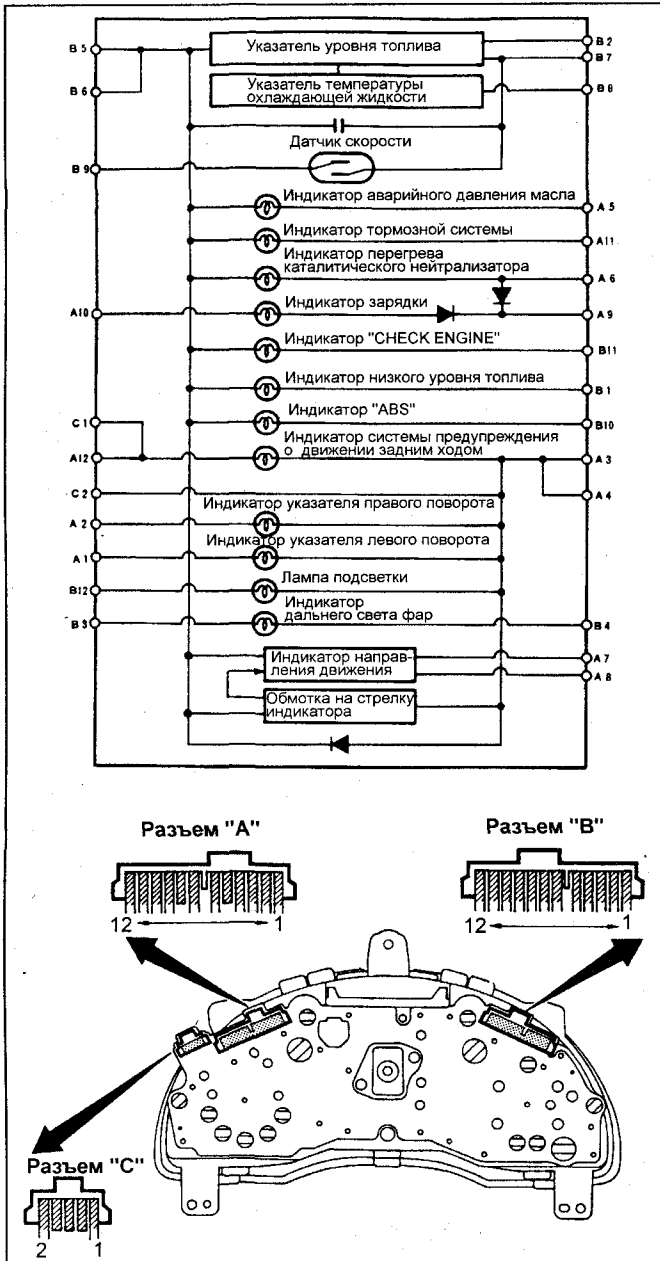 B 5
Указатель уровня топлива
B 2
B 7
B 6
Указатель температуры
охлаждающей жидкости
B 8
Датчик скорости
B 9
Индикатор аварийного давления масла
A 5
Индикатор тормозной системы
A11
Индикатор перегрева
каталитического нейтрализатора
A 6
A10
Индикатор зарядки
A 9
Индикатор "CHECK ENGINE"
B11
Индикатор низкого уровня топлива
B 1
Индикатор "ABS"
B10
C 1
Индикатор системы предупреждения
о движении задним ходом
A12
A 3
C 2
A 4
Индикатор указателя правого поворота
A 2
Индикатор указателя левого поворота
A 1
Лампа подсветки
B12
Индикатор
дальнего света фар
B 3
B 4
Индикатор направ-
ления движения
A 7
A 8
Обмотка на стрелку
индикатора
Разъем "А"
Разъем "В"
12
1
12
1
Разъем "С"
2
1